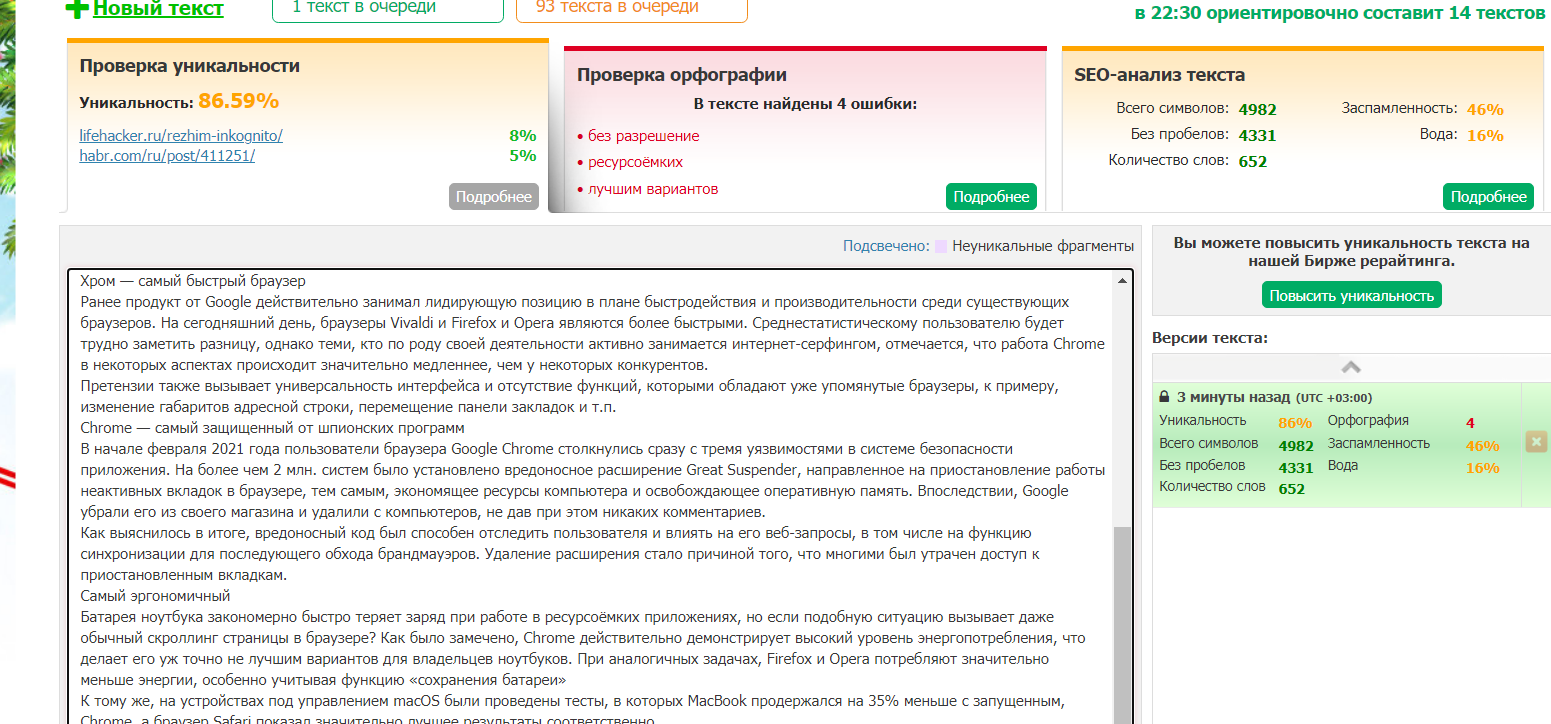 Новый текст
1 текст в очереди
93 текста в очереди
в 22:30 ориентировочно составит 14 текстов
Проверка уникальности
Уникальность: 86.59%
lifehacker.ru/rezhim-inkognito/ 8%
habr.com/ru/post/411251/ 5%
Подробнее
Проверка орфографии
В тексте найдены 4 ошибки:
• без разрешение
• ресурсоёмких
• лучшим вариантов
Подробнее
SEO-анализ текста
Всего символов: 4982 Заспамленность: 46%
Без пробелов: 4331 Вода: 16%
Количество слов: 652
Подробнее
Подсвечено: Неуникальные фрагменты
Хром — самый быстрый браузер
Ранее продукт от Google действительно занимал лидирующую позицию в плане быстродействия и производительности среди существующих
браузеров. На сегодняшний день, браузеры Vivaldi и Firefox и Opera являются более быстрыми. Среднестатистическому пользователю будет
трудно заметить разницу, однако теми, кто по роду своей деятельности активно занимается интернет-серфингом, отмечается, что работа Chrome
в некоторых аспектах происходит значительно медленнее, чем у некоторых конкурентов.
Претензии также вызывает универсальность интерфейса и отсутствие функций, которыми обладают уже упомянутые браузеры, к примеру,
изменение габаритов адресной строки, перемещение панели закладок и т.п.
Chrome — самый защищенный от шпионских программ
В начале февраля 2021 года пользователи браузера Google Chrome столкнулись сразу с тремя уязвимостями в системе безопасности
приложения. На более чем 2 млн. систем было установлено вредоносное расширение Great Suspender, направленное на приостановление работы
неактивных вкладок в браузере, тем самым, экономящее ресурсы компьютера и освобождающее оперативную память. Впоследствии, Google
убрали его из своего магазина и удалили с компьютеров, не дав при этом никаких комментариев.
Как выяснилось в итоге, вредоносный код был способен отследить пользователя и влиять на его веб-запросы, в том числе на функцию
синхронизации для последующего обхода брандмауэров. Удаление расширения стало причиной того, что многими был утрачен доступ к
приостановленным вкладкам.
Самый эргономичный
Батарея ноутбука закономерно быстро теряет заряд при работе в ресурсоёмких приложениях, но если подобную ситуацию вызывает даже
обычный скроллинг страницы в браузере? Как было замечено, Chrome действительно демонстрирует высокий уровень энергопотребления, что
делает его уж точно не лучшим вариантов для владельцев ноутбуков. При аналогичных задачах, Firefox и Opera потребляют значительно
меньше энергии, особенно учитывая функцию «сохранения батареи»
К тому же, на устройствах под управлением macOS были проведены тесты, в которых MacBook продержался на 35% меньше с запущенным,
Chrome, а браузер Safari показал значительно лучшее результаты соответственно.
Вы можете повысить уникальность текста на
нашей Бирже рерайтинга.
Повысить уникальность
Версии текста:
3 минуты назад (UTC +03:00)
Уникальность 86% Орфография 4
Всего символов 4982 Заспамленность 46%
Без пробелов 4331 Вода 16%
Количество слов 652